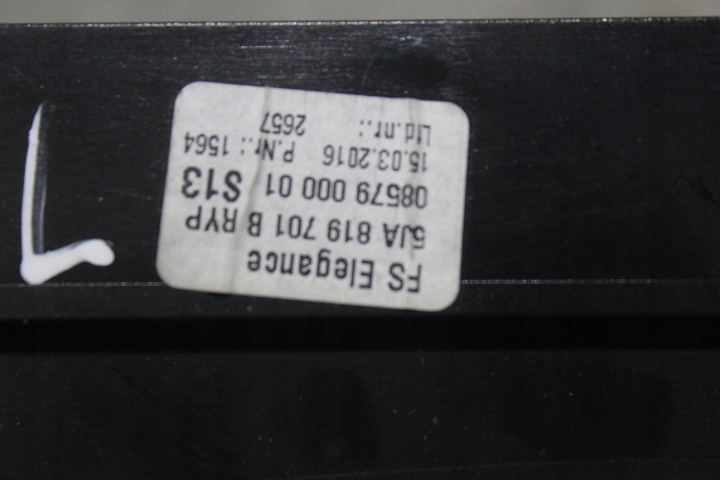 FS Elegance
5JA 819 701 B RYP
08579 000 01 S13
15.03.2016 P.Nr.: 1564
Lfd.nr.: 2657